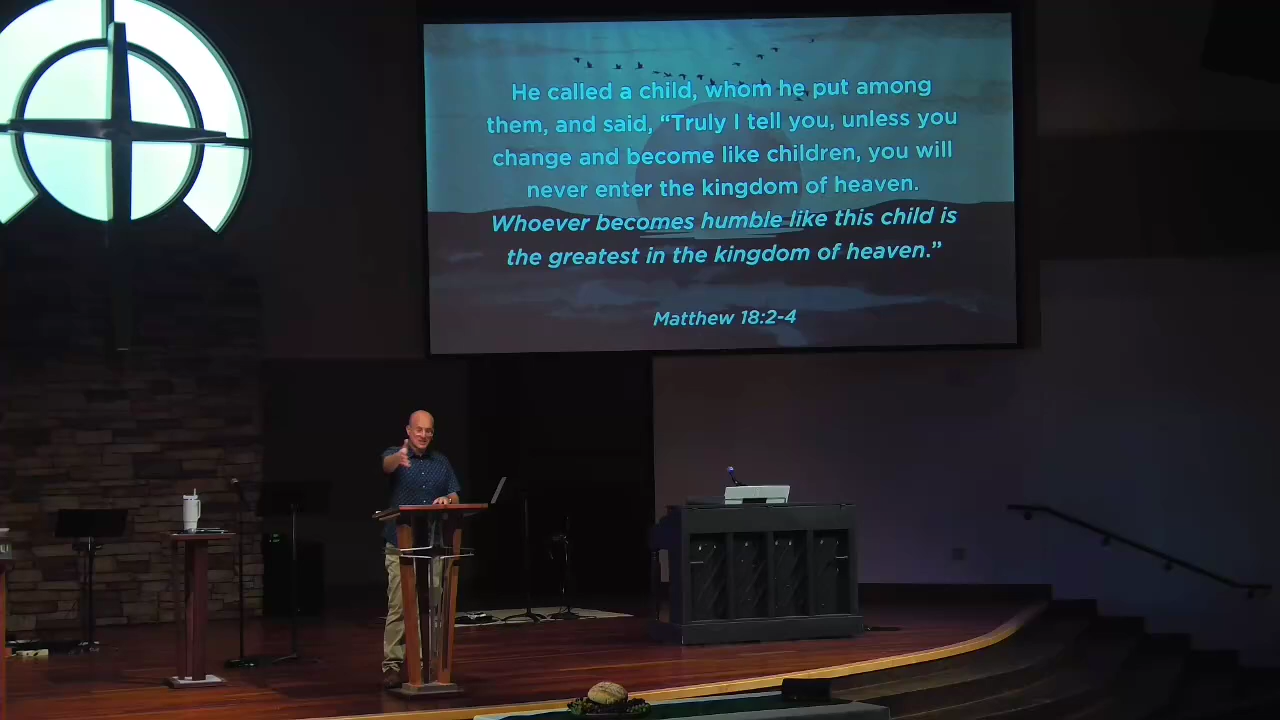 He called a child, whom he put among
them, and said, “Truly I tell you, unless you
change and become like children, you will
never enter the kingdom of heaven.
Whoever becomes humble like this child is
the greatest in the kingdom of heaven.”
Matthew 18:2-4